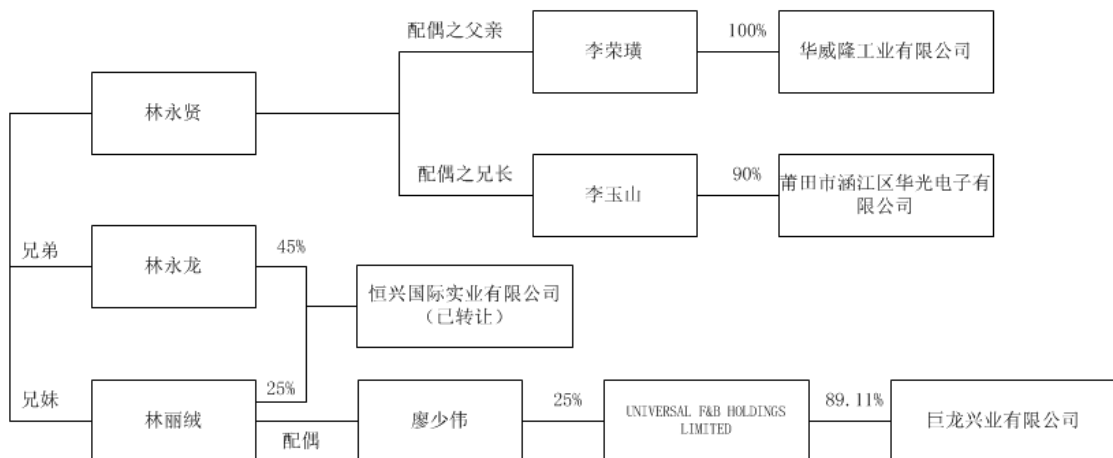 配偶之父亲
李荣璜
100%
华威隆工业有限公司
林永贤
配偶之兄长
李玉山
90%
莆田市涵江区华光电子有
限公司
兄弟
林永龙
45%
恒兴国际实业有限公司
（已转让）
兄妹
林丽绒
25%
配偶
廖少伟
25%
UNIVERSAL F&B HOLDINGS
LIMITED
89.11%
巨龙兴业有限公司